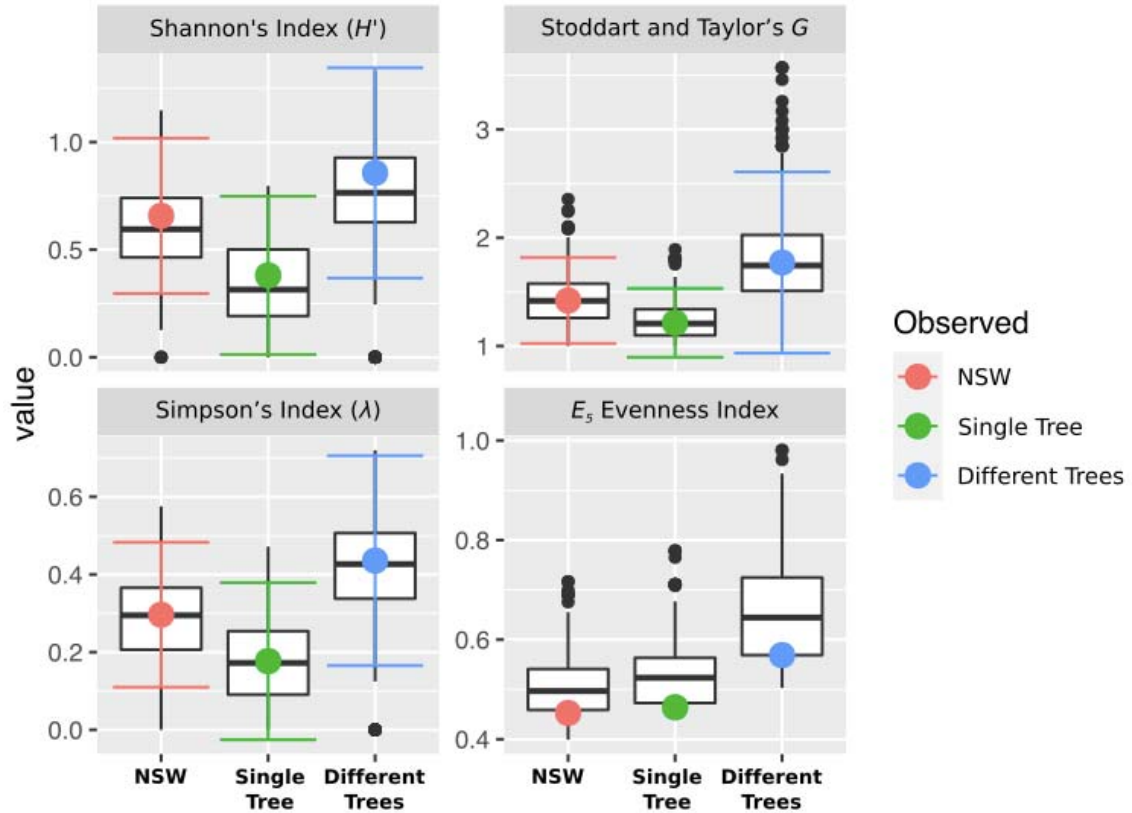 Shannon's Index (H')
Stoddart and Taylor’s G
1.0
0.5
0.0
3
2
1
value
Simpson’s Index (λ)
E₅ Evenness Index
0.6
0.4
0.2
0.0
1.0
0.8
0.6
0.4
NSW
Single
Tree
Different
Trees
NSW
Single
Tree
Different
Trees
Observed
NSW
Single Tree
Different Trees